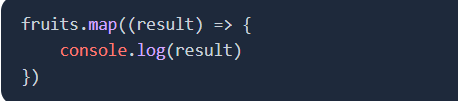 fruits.map((result) => {
    console.log(result)
})